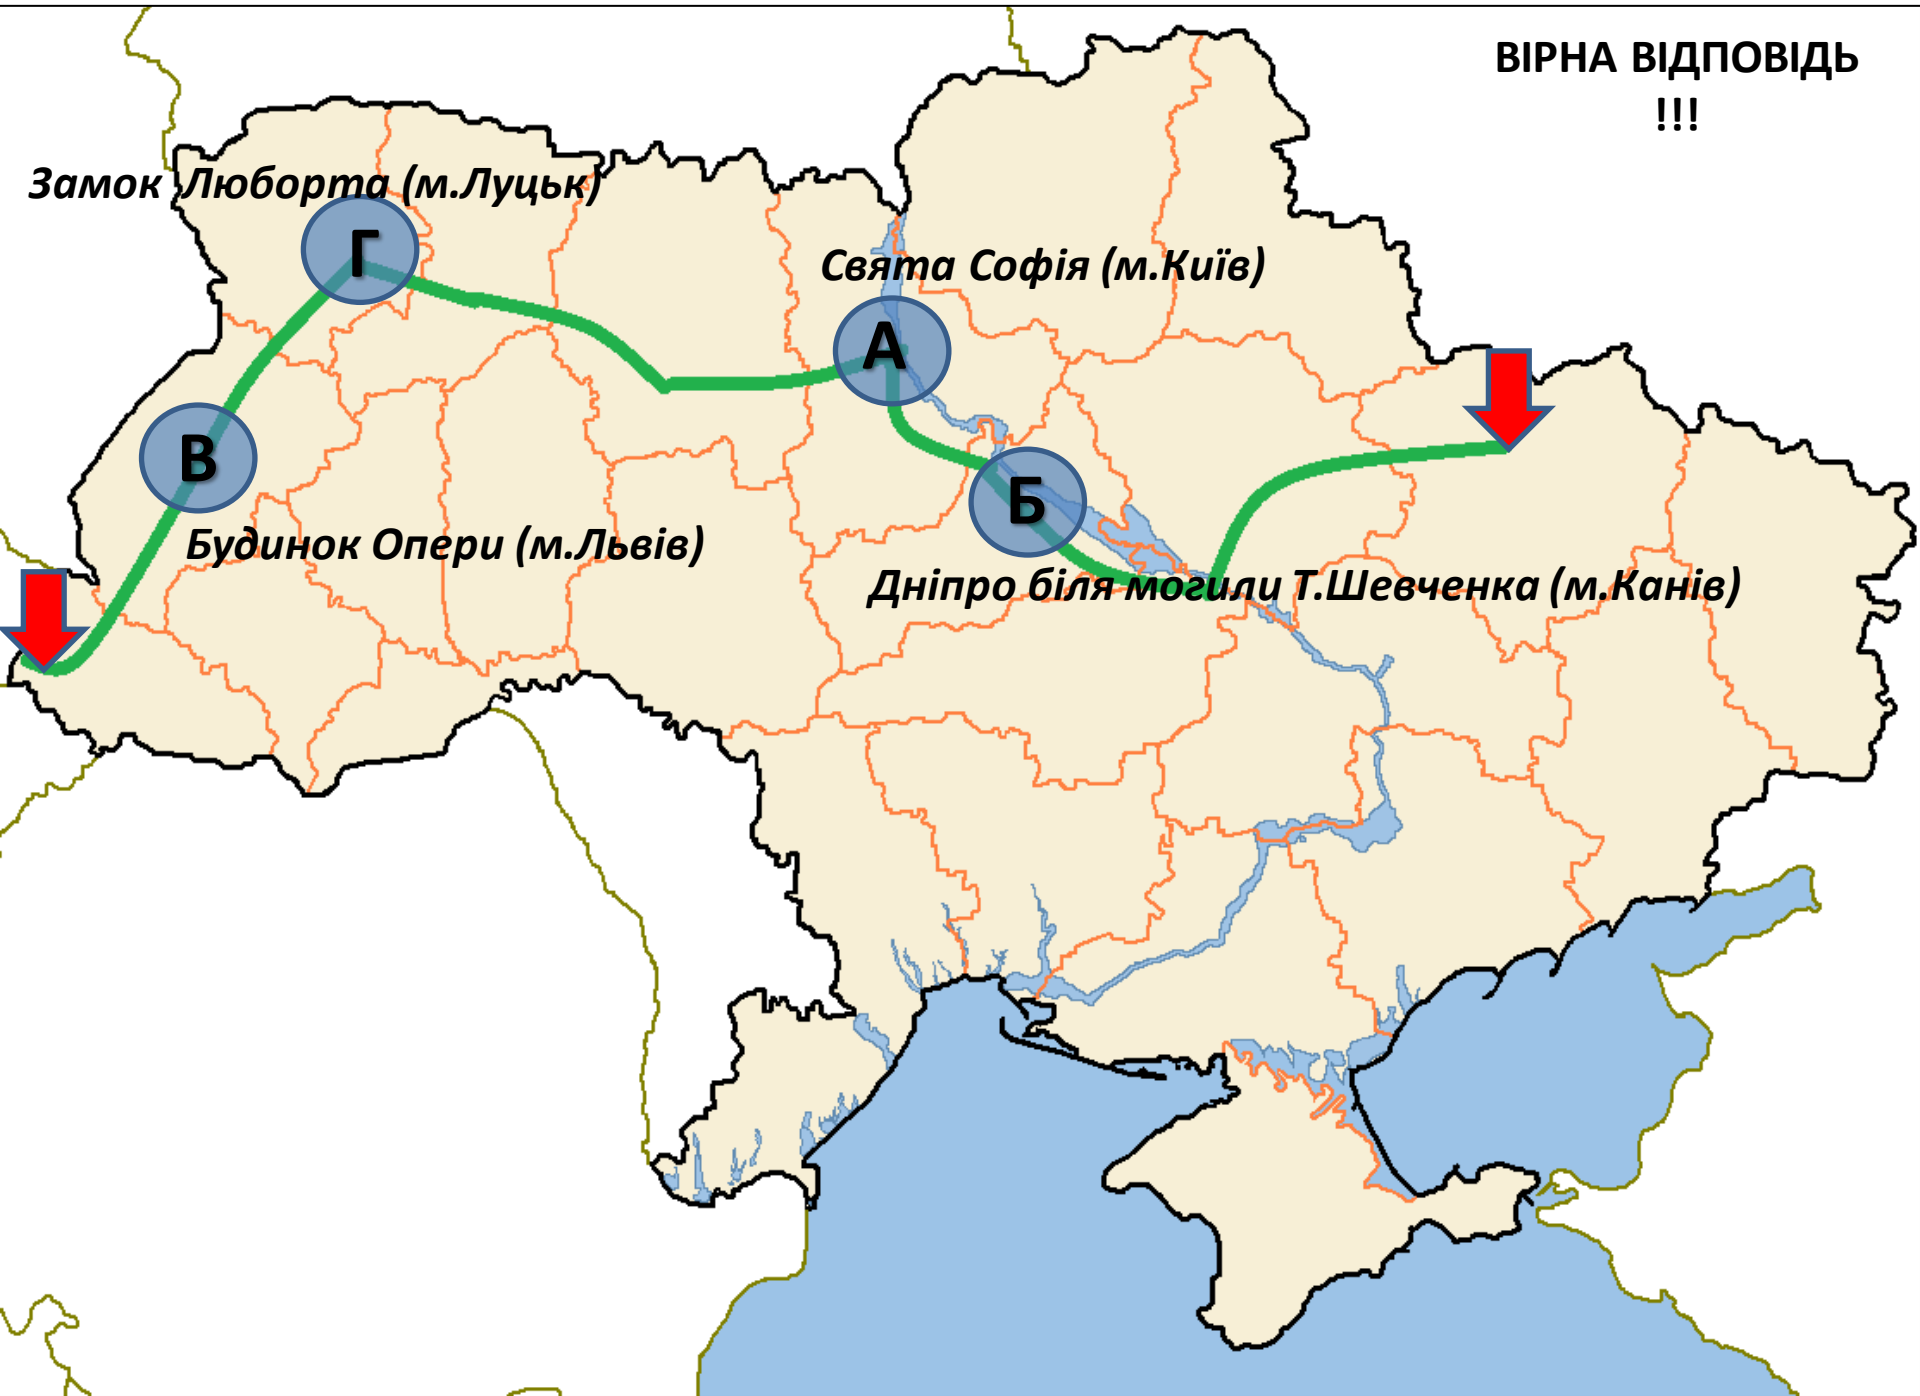 ВІРНА ВІДПОВІДЬ
!!!
Замок Люборта (м.Луцьк)
Г
Свята Софія (м.Київ)
А
В
Б
Будинок Опери (м.Львів)
Дніпро біля могили Т.Шевченка (м.Канів)